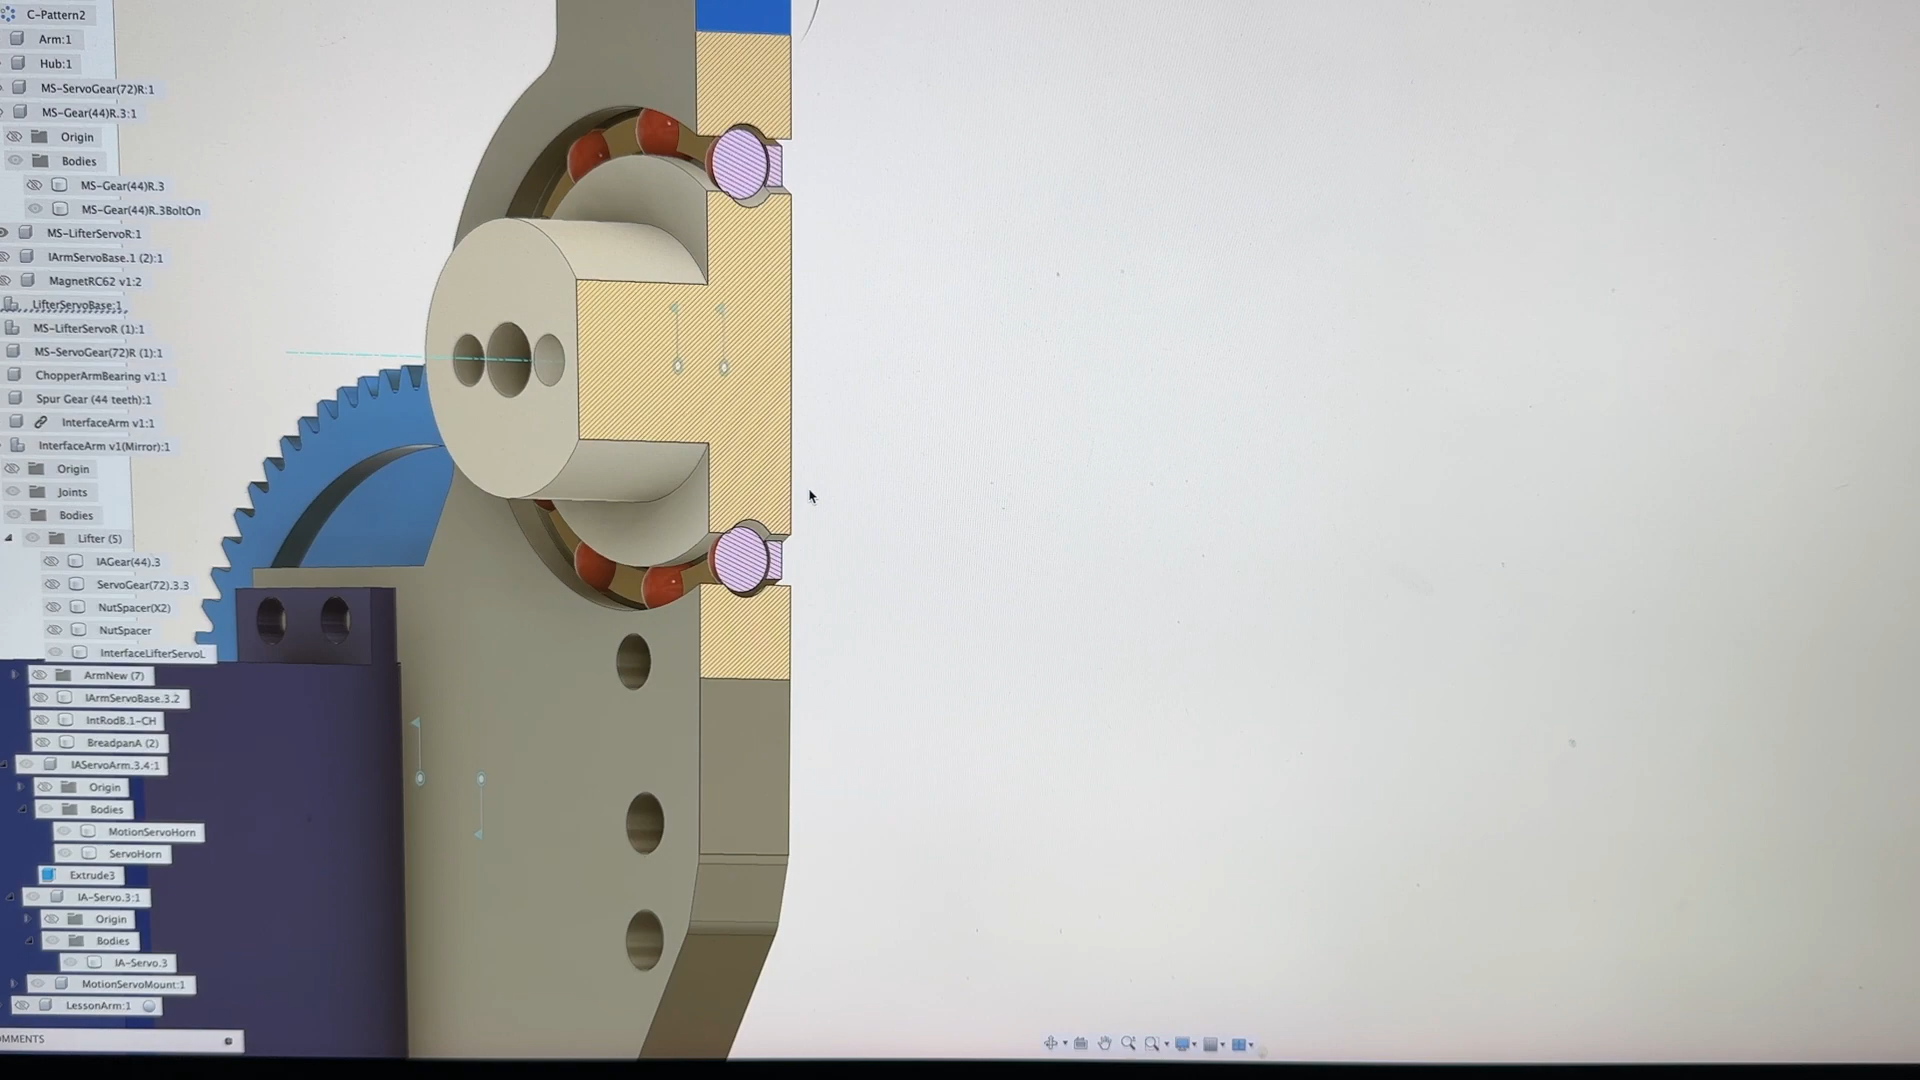 C-Pattern2
Arm:1
Hub:1
MS-ServoGear(72)R:1
MS-Gear(44)R.3:1
Origin
Bodies
MS-Gear(44)R.3
MS-Gear(44)R.3BoltOn
MS-LifterServoR:1
IArmServoBase.1 (2):1
MagnetRC62 v1:2
LifterServoBase:1
MS-LifterServoR (1):1
MS-ServoGear(72)R (1):1
ChopperArmBearing v1:1
Spur Gear (44 teeth):1
InterfaceArm v1:1
InterfaceArm v1(Mirror):1
Origin
Joints
Bodies
Lifter (5)
IAGear(44).3
ServoGear(72).3.3
NutSpacer(X2)
NutSpacer
InterfaceLifterServoL
ArmNew (7)
IArmServoBase.3.2
IntRodB.1-CH
BreadpanA (2)
IAServoArm.3.4:1
Origin
Bodies
MotionServoHorn
ServoHorn
Extrude3
IA-Servo.3:1
Origin
Bodies
IA-Servo.3
MotionServoMount:1
LessonArm:1
OMMENTS